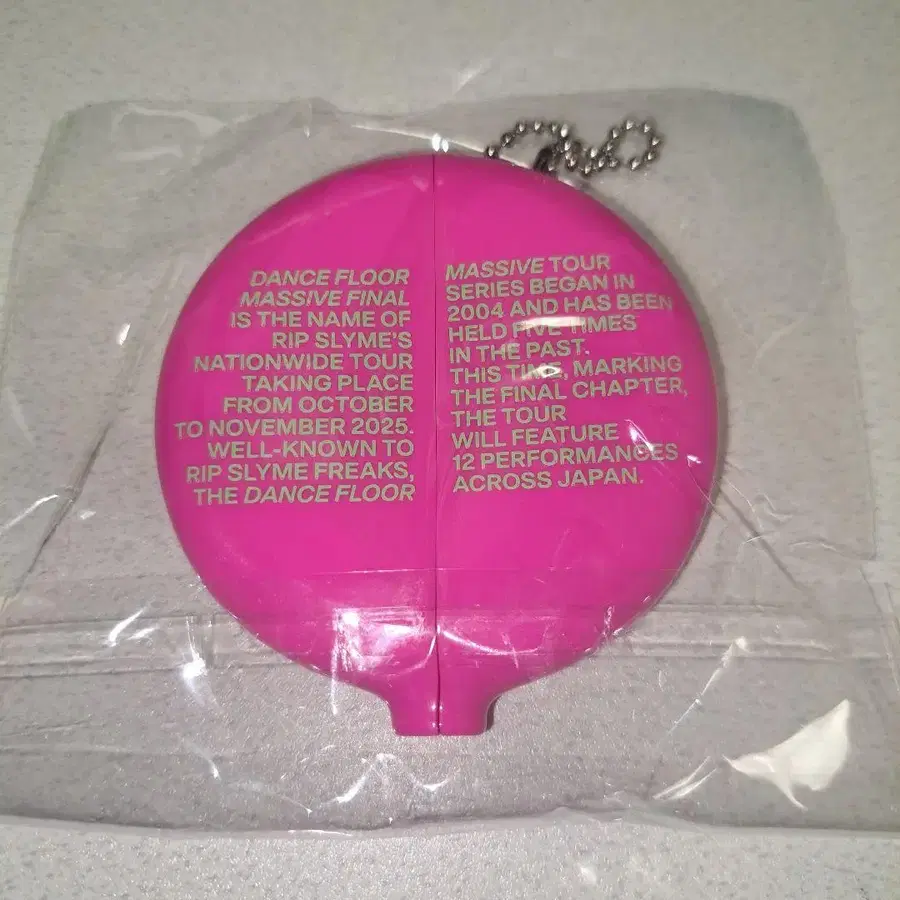 DANCE FLOOR
MASSIVE FINAL
IS THE NAME OF
RIP SLYME'S
NATIONWIDE TOUR
TAKING PLACE
FROM OCTOBER
TO NOVEMBER 2025.
WELL-KNOWN TO
RIP SLYME FREAKS,
THE DANCE FLOOR
MASSIVE TOUR
SERIES BEGAN IN
2004 AND HAS BEEN
HELD FIVE TIMES
IN THE PAST.
THIS TIME, MARKING
THE FINAL CHAPTER,
THE TOUR
WILL FEATURE
12 PERFORMANCES
ACROSS JAPAN.